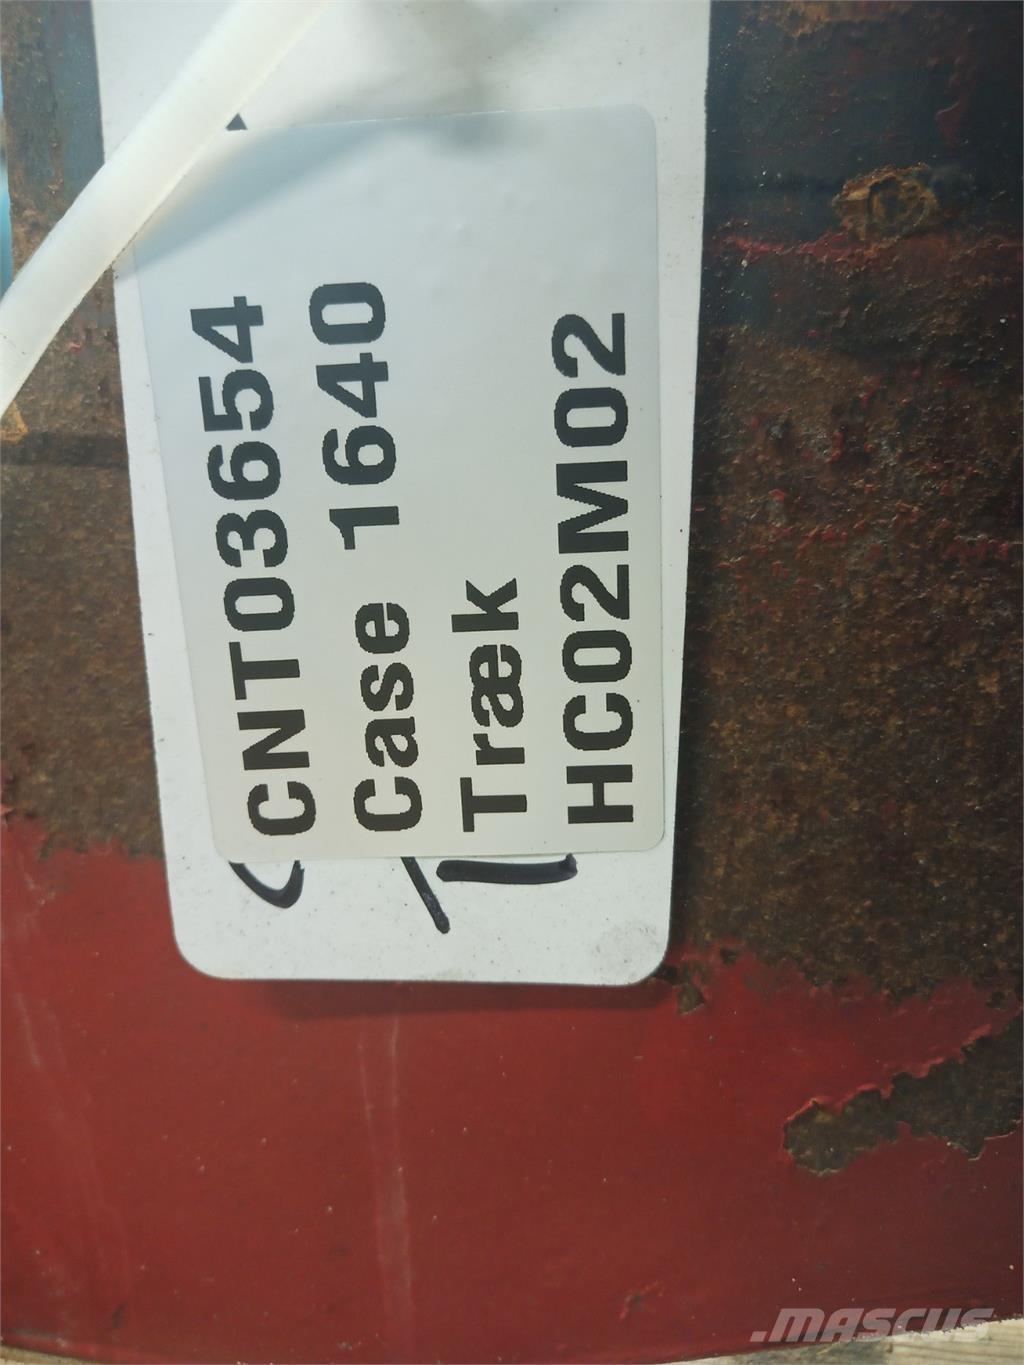 CNT03654
Case 1640
Træk
HC02M02
.MASCUS